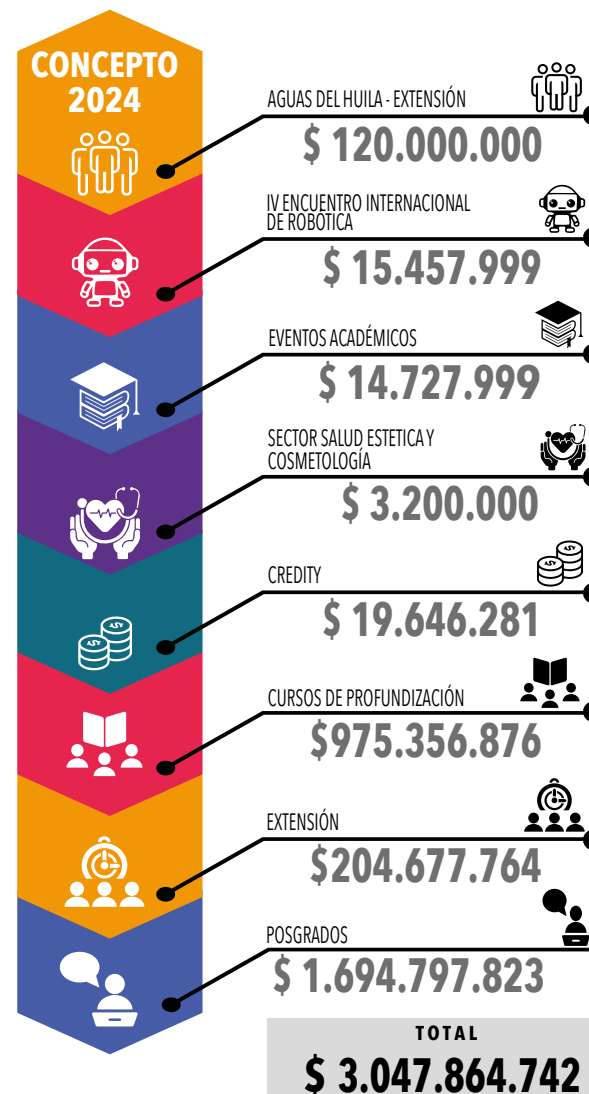 CONCEPTO
2024
AGUAS DEL HUILA - EXTENSIÓN
$ 120.000.000
IV ENCUENTRO INTERNACIONAL
DE ROBÓTICA
$ 15.457.999
EVENTOS ACADÉMICOS
$ 14.727.999
SECTOR SALUD ESTETICA Y
COSMETOLOGÍA
$ 3.200.000
CREDITY
$ 19.646.281
CURSOS DE PROFUNDIZACIÓN
$975.356.876
EXTENSIÓN
$204.677.764
POSGRADOS
$ 1.694.797.823
TOTAL
$ 3.047.864.742